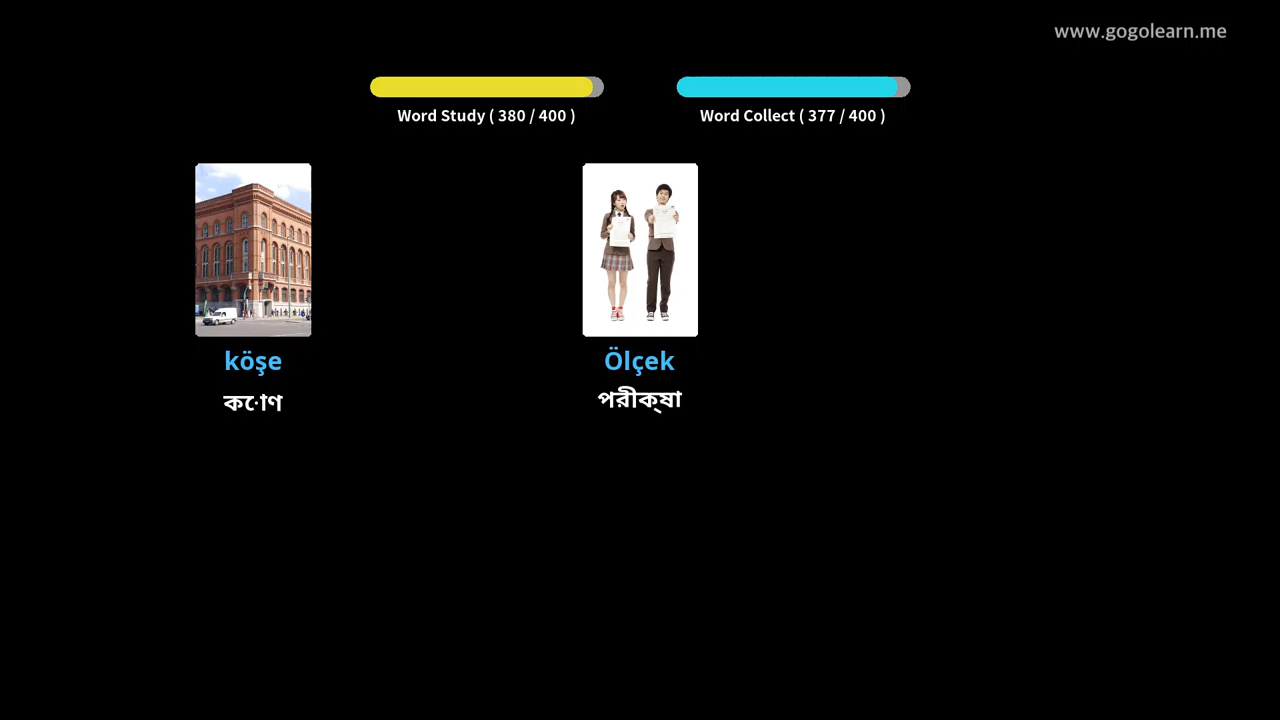 www.gogolearn.me
Word Study ( 380 / 400 )
Word Collect ( 377 / 400 )
köşe
Ölçek
কোণ
পরীক্ষা